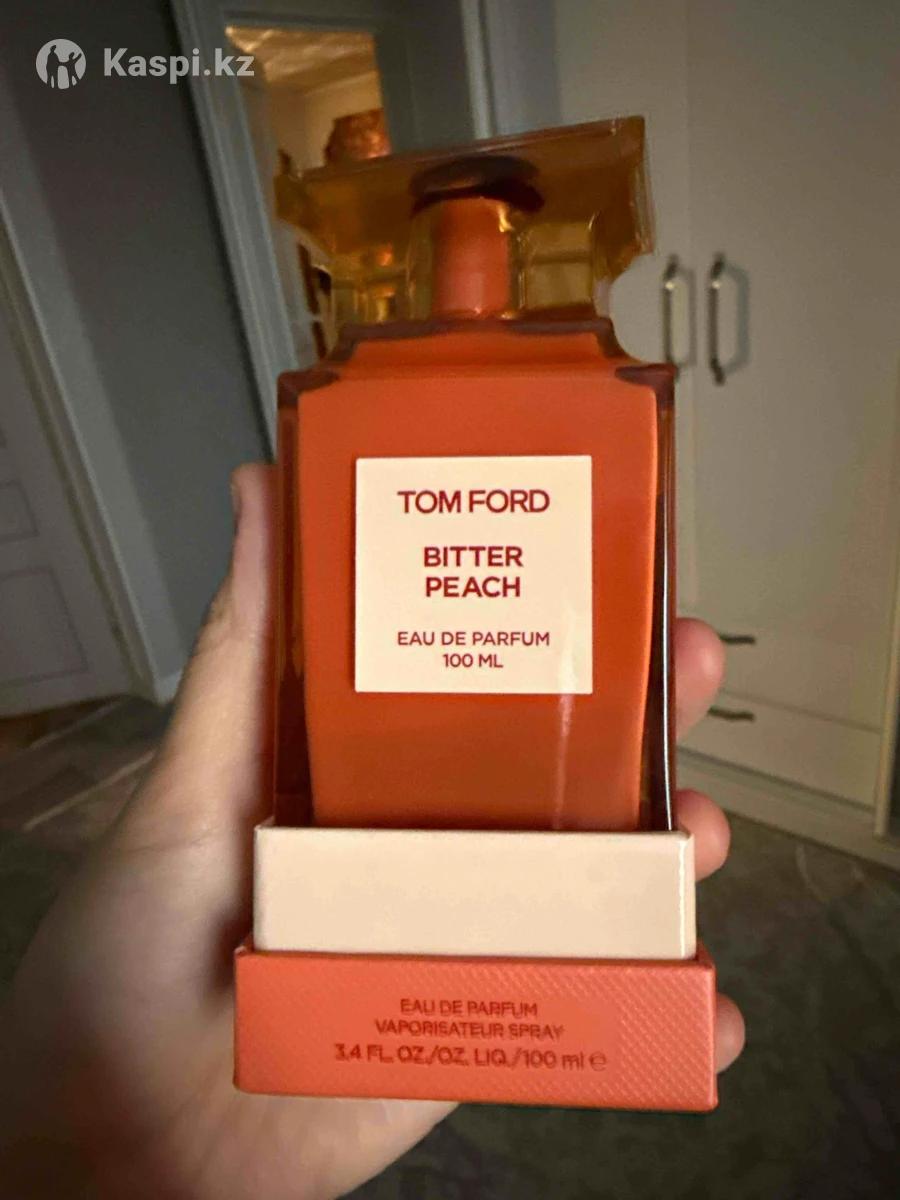 Kaspi.kz
TOM FORD
BITTER
PEACH
EAU DE PARFUM
100 ML
EAU DE PARFUM
VAPORISATEUR SPRAY
3.4 FL. OZ./OZ. LIQ./100 ml ℮